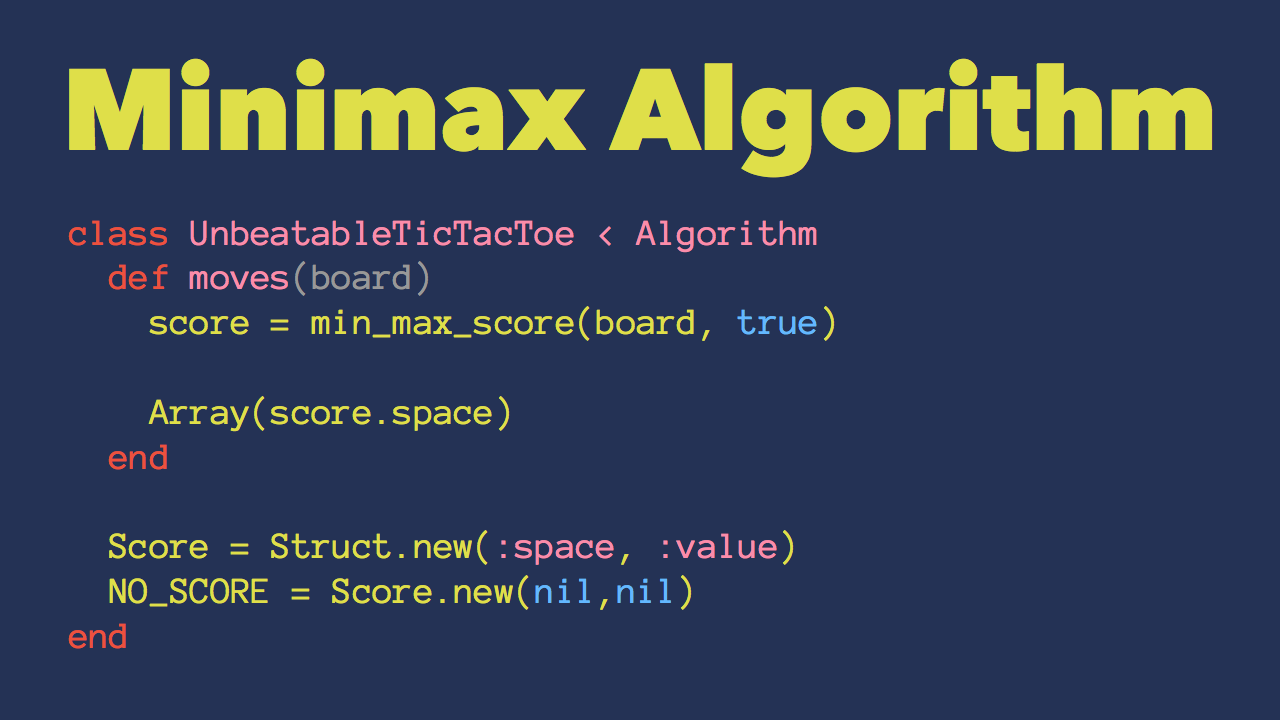 Minimax Algorithm
class UnbeatableTicTacToe < Algorithm
  def moves(board)
    score = min_max_score(board, true)

    Array(score.space)
  end

  Score = Struct.new(:space, :value)
  NO_SCORE = Score.new(nil,nil)
end